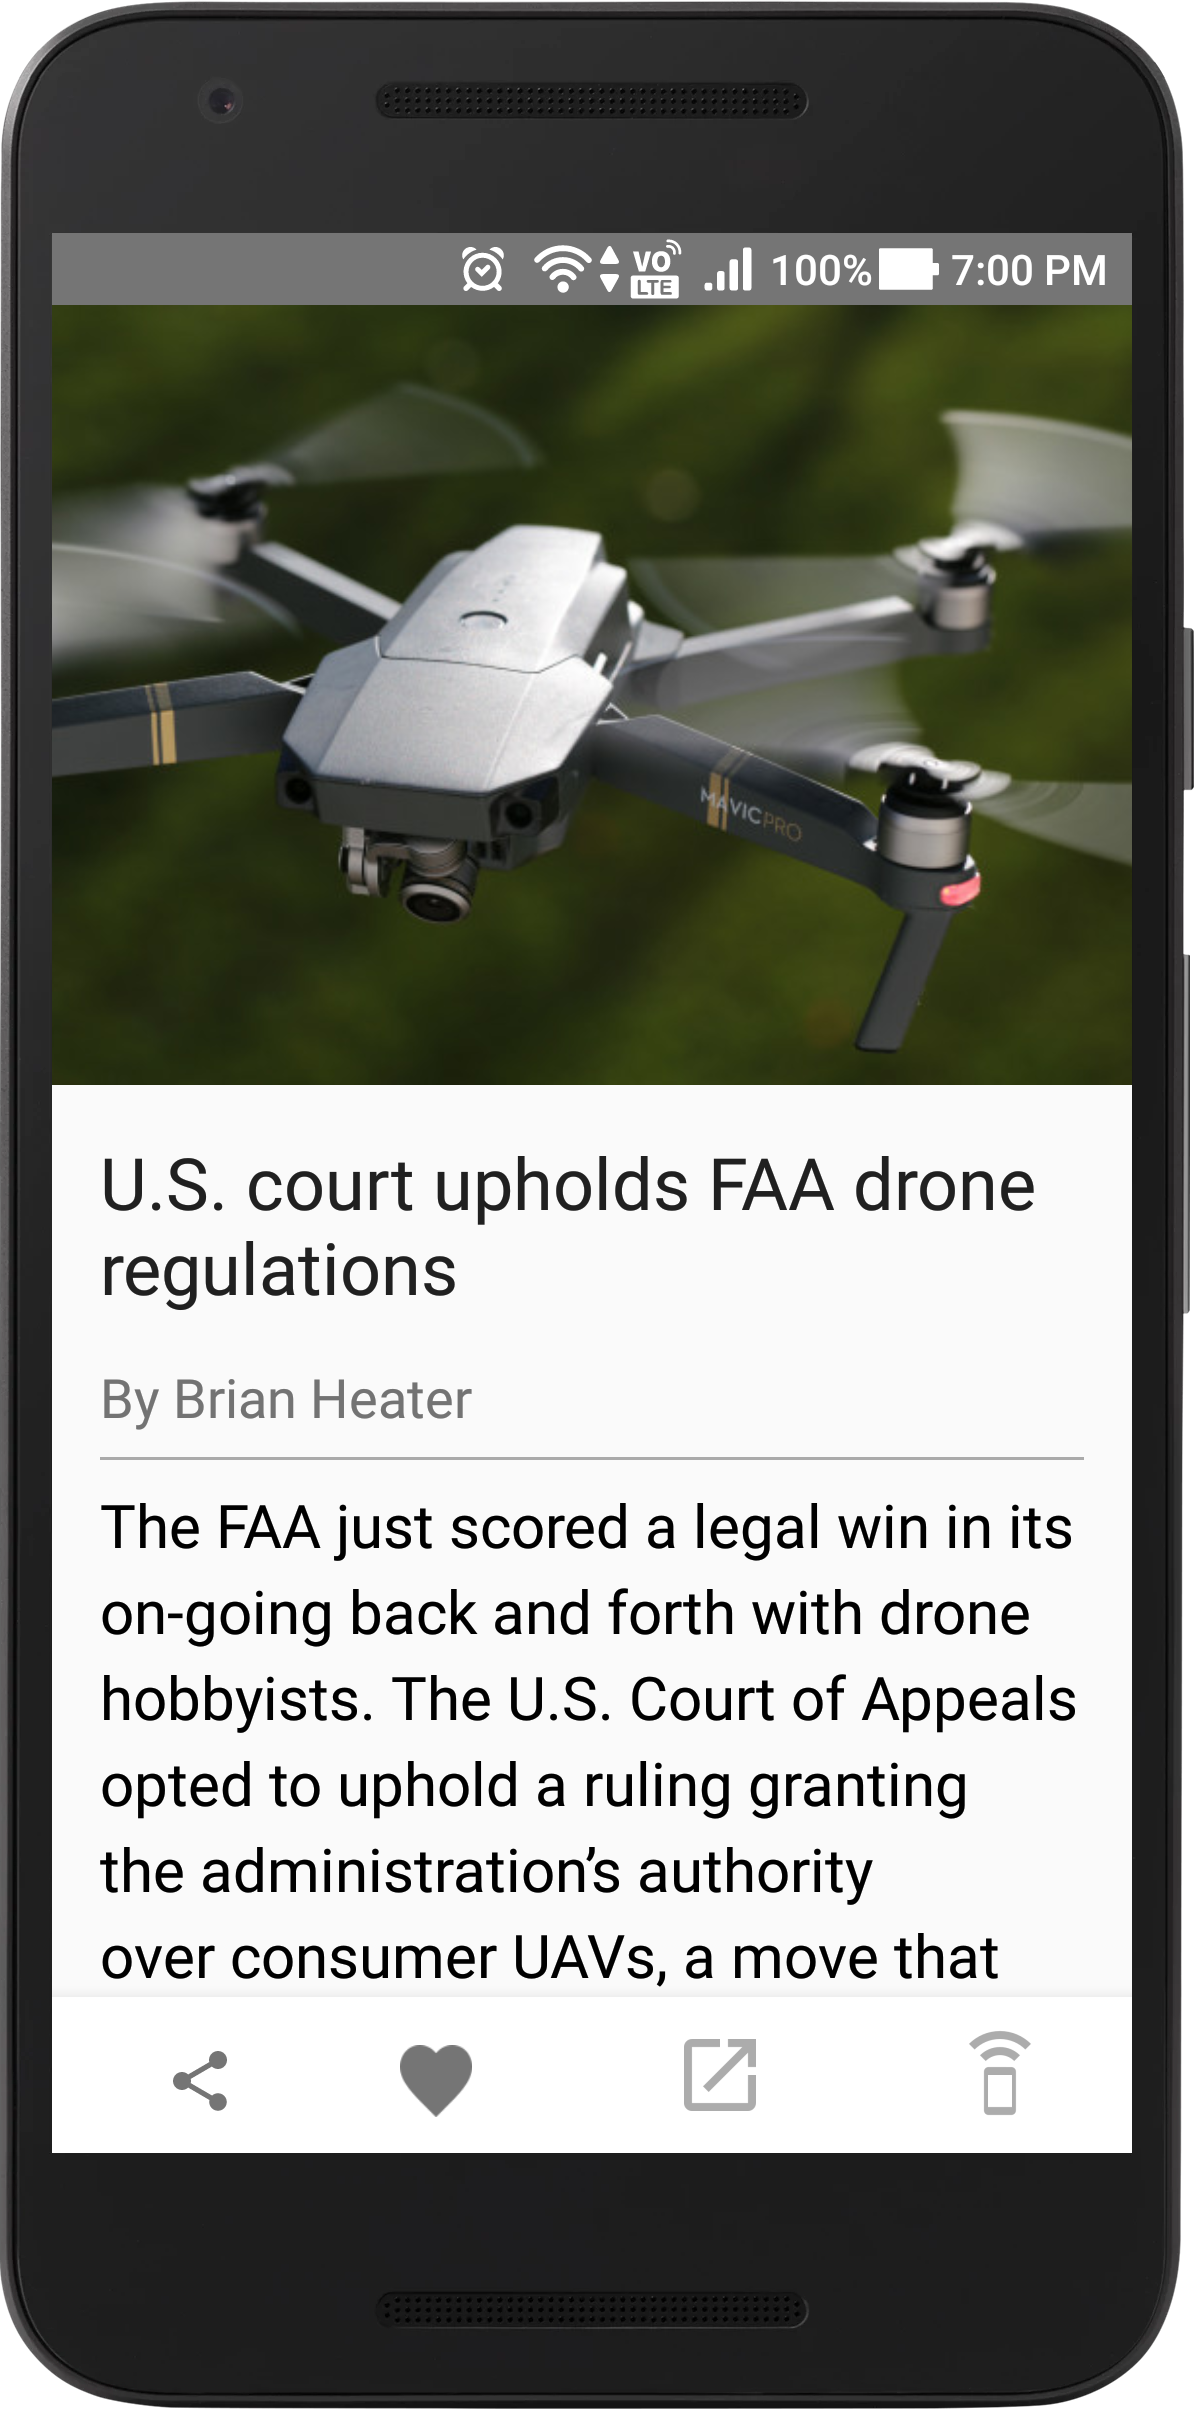 VO
LTE
100% 7:00 PM
MAVIC PRO
U.S. court upholds FAA drone
regulations
By Brian Heater
The FAA just scored a legal win in its
on-going back and forth with drone
hobbyists. The U.S. Court of Appeals
opted to uphold a ruling granting
the administration’s authority
over consumer UAVs, a move that